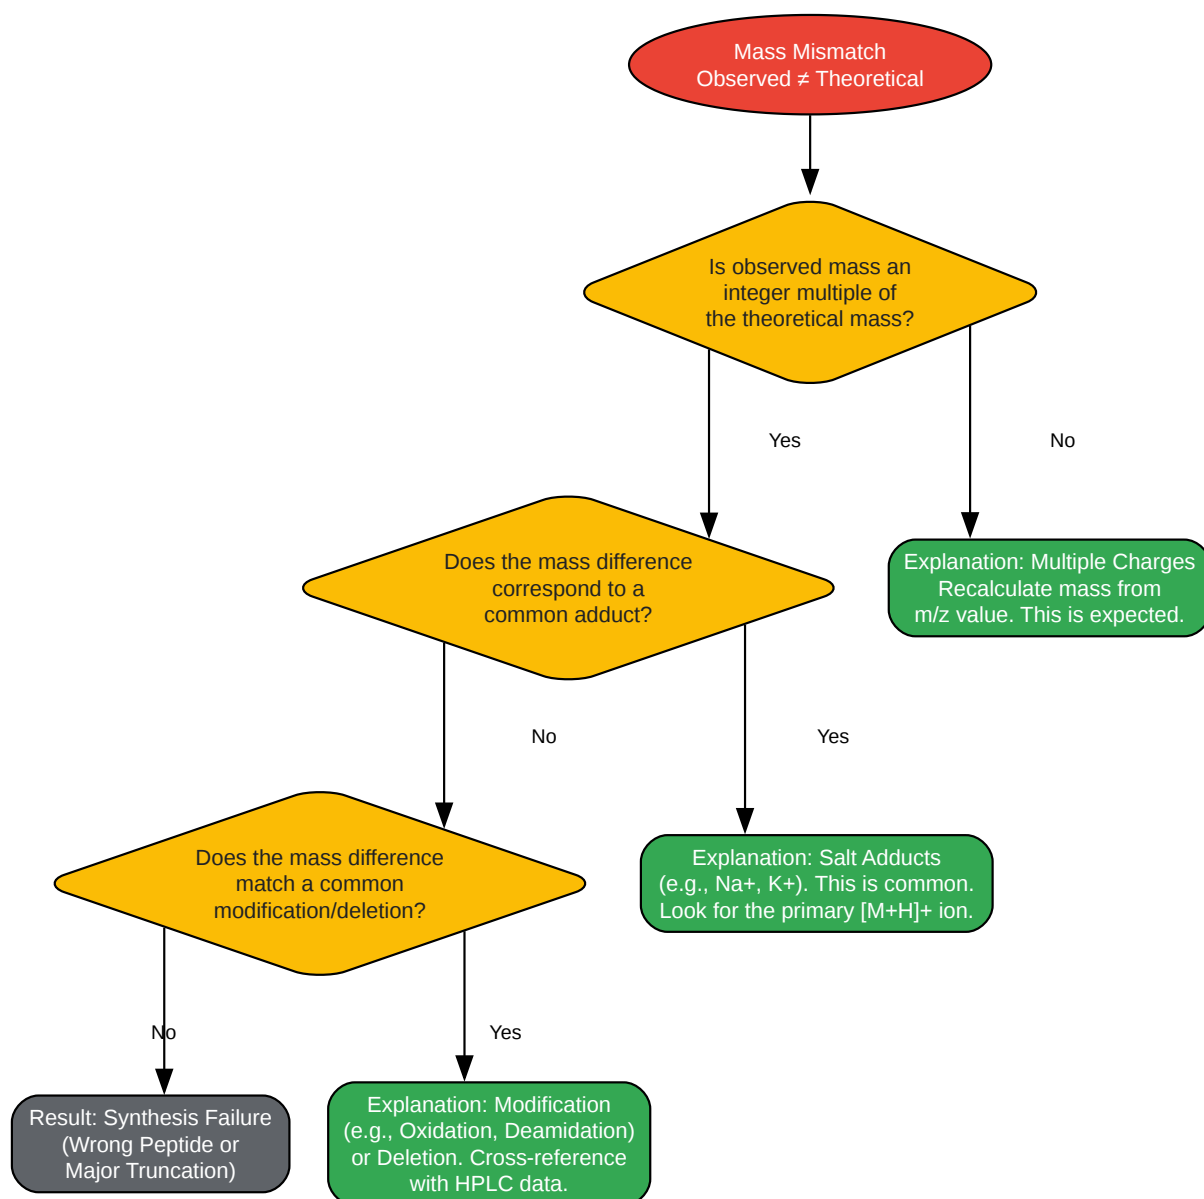 Mass Mismatch
Observed ≠ Theoretical
Is observed mass an
integer multiple of
the theoretical mass?
Yes
No
Does the mass difference
correspond to a
common adduct?
Explanation: Multiple Charges
Recalculate mass from
m/z value. This is expected.
No
Yes
Does the mass difference
match a common
modification/deletion?
Explanation: Salt Adducts
(e.g., Na+, K+). This is common.
Look for the primary [M+H]+ ion.
No
Yes
Result: Synthesis Failure
(Wrong Peptide or
Major Truncation)
Explanation: Modification
(e.g., Oxidation, Deamidation)
or Deletion. Cross-reference
with HPLC data.